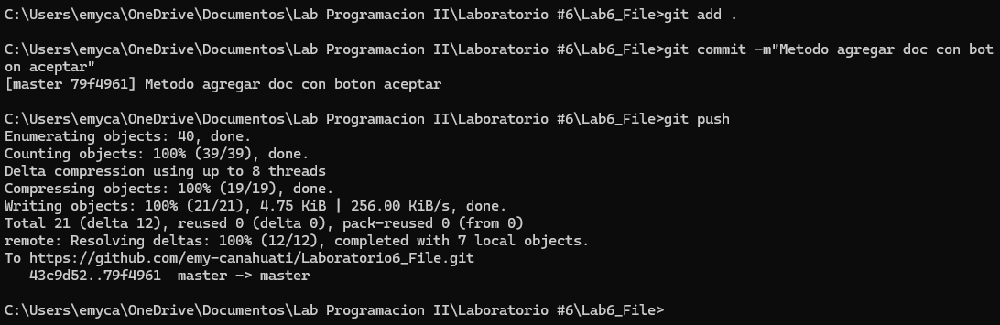 C:\Users\emyca\OneDrive\Documentos\Lab Programacion II\Laboratorio #6\Lab6_File>git add .
C:\Users\emyca\OneDrive\Documentos\Lab Programacion II\Laboratorio #6\Lab6_File>git commit -m"Metodo agregar doc con bot
on aceptar"
[master 79f4961] Metodo agregar doc con boton aceptar
C:\Users\emyca\OneDrive\Documentos\Lab Programacion II\Laboratorio #6\Lab6_File>git push
Enumerating objects: 40, done.
Counting objects: 100% (39/39), done.
Delta compression using up to 8 threads
Compressing objects: 100% (19/19), done.
Writing objects: 100% (21/21), 4.75 KiB | 256.00 KiB/s, done.
Total 21 (delta 12), reused 0 (delta 0), pack-reused 0 (from 0)
remote: Resolving deltas: 100% (12/12), completed with 7 local objects.
To https://github.com/emy-canahuati/Laboratorio6_File.git
   43c9d52..79f4961  master -> master
C:\Users\emyca\OneDrive\Documentos\Lab Programacion II\Laboratorio #6\Lab6_File>